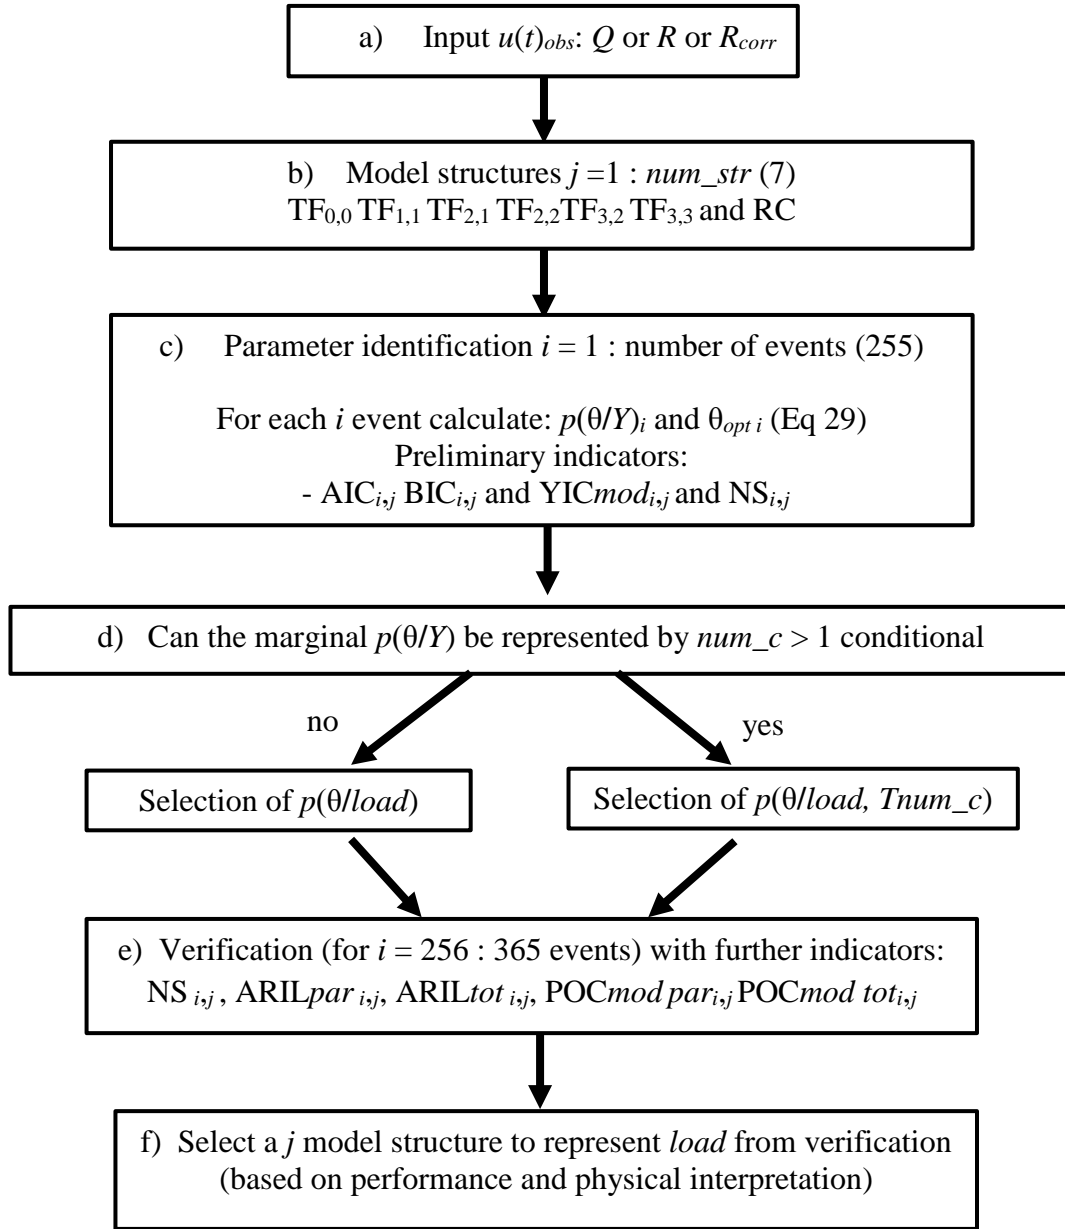 a) Input u(t)obs: Q or R or Rcorr
b) Model structures j =1 : num_str (7)
TF0,0 TF1,1 TF2,1 TF2,2TF3,2 TF3,3 and RC
c) Parameter identification i = 1 : number of events (255)
For each i event calculate: p(θ/Y)i and θopt i (Eq 29)
Preliminary indicators:
- AICi,j BICi,j and YICmodi,j and NSi,j
d) Can the marginal p(θ/Y) be represented by num_c > 1 conditional
no
yes
Selection of p(θ/load)
Selection of p(θ/load, Tnum_c)
e) Verification (for i = 256 : 365 events) with further indicators:
NS i,j , ARILpar i,j, ARILtot i,j, POCmod pari,j POCmod toti,j
f) Select a j model structure to represent load from verification
(based on performance and physical interpretation)